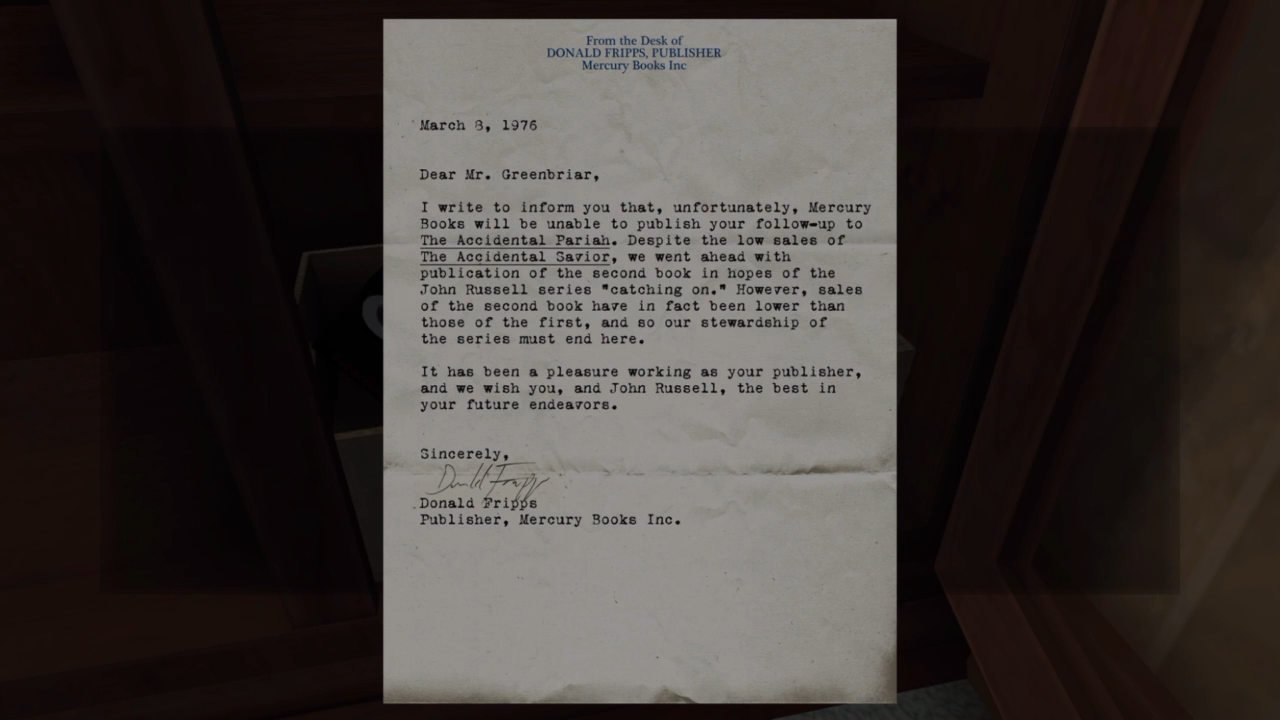 From the Desk of
DONALD FRIPPS, PUBLISHER
Mercury Books Inc
March 8, 1976
Dear Mr. Greenbriar,
I write to inform you that, unfortunately, Mercury
Books will be unable to publish your follow-up to
The Accidental Pariah. Despite the low sales of
The Accidental Savior, we went ahead with
publication of the second book in hopes of the
John Russell series "catching on." However, sales
of the second book have in fact been lower than
those of the first, and so our stewardship of
the series must end here.
It has been a pleasure working as your publisher,
and we wish you, and John Russell, the best in
your future endeavors.
Sincerely,
Donald Fripps
Donald Fripps
Publisher, Mercury Books Inc.